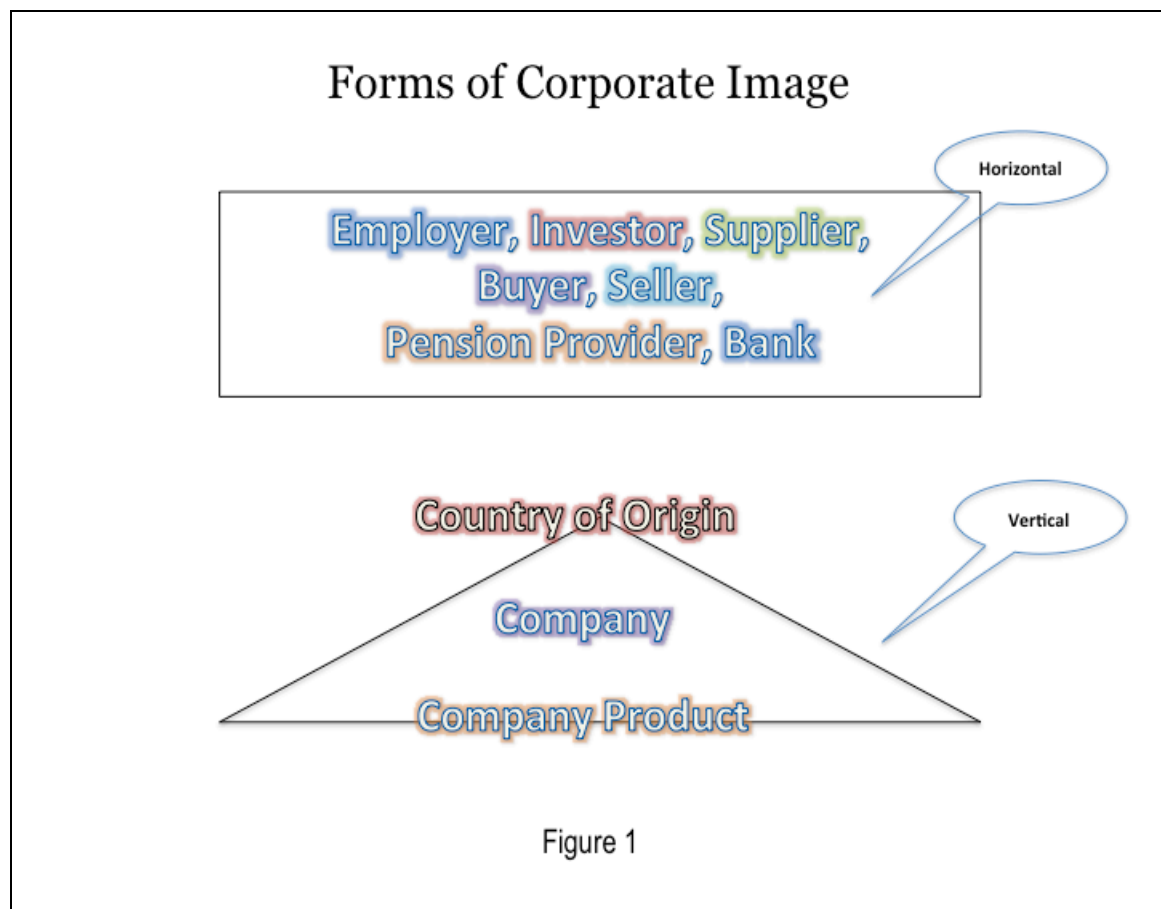 Forms of Corporate Image
Horizontal
Employer, Investor, Supplier,
Buyer, Seller,
Pension Provider, Bank
Country of Origin
Vertical
Company
Company Product
Figure 1